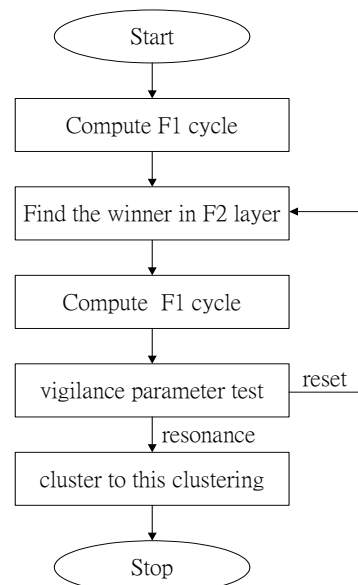 Start
Compute F1 cycle
Find the winner in F2 layer
Compute F1 cycle
vigilance parameter test
reset
resonance
cluster to this clustering
Stop